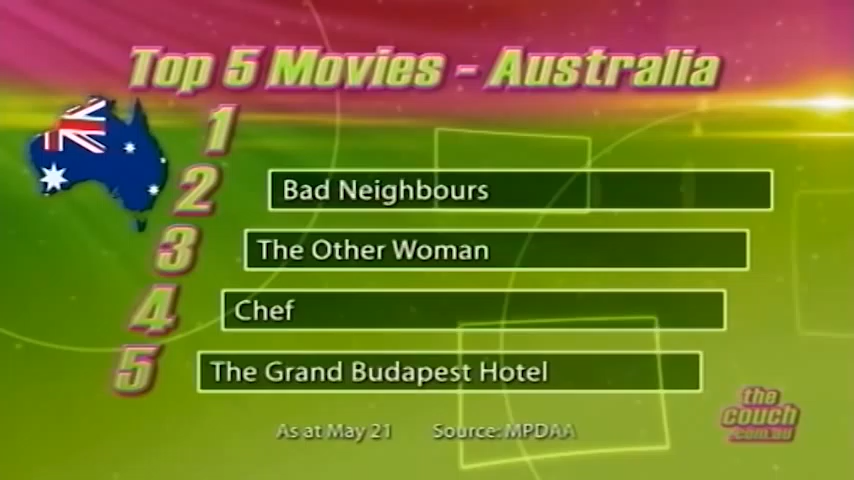 Top 5 Movies - Australia
1
2 Bad Neighbours
3 The Other Woman
4 Chef
5 The Grand Budapest Hotel
As at May 21 Source: MPDAA
the
couch
.com.au